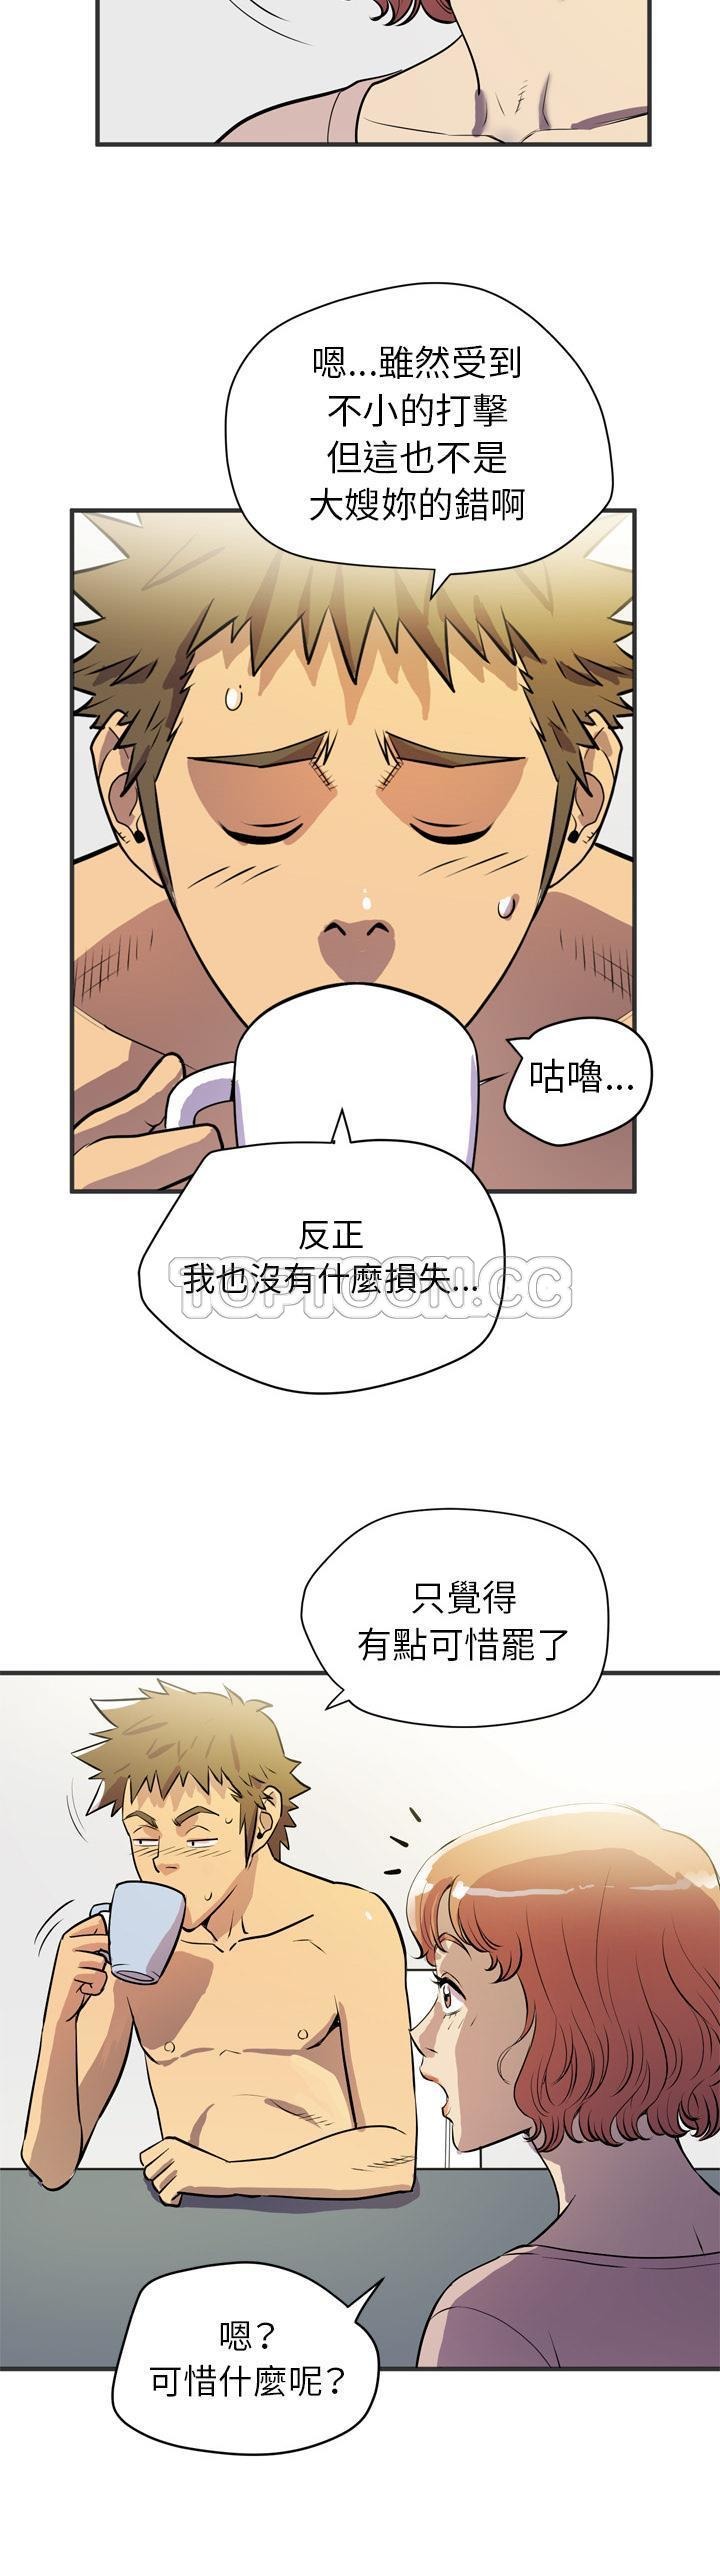 嗯...雖然受到
不小的打擊
但這也不是
大嫂妳的錯啊
咕嚕...
反正
我也沒有什麼損失...
TOPTOON.CC
只覺得
有點可惜罷了
嗯?
可惜什麼呢?